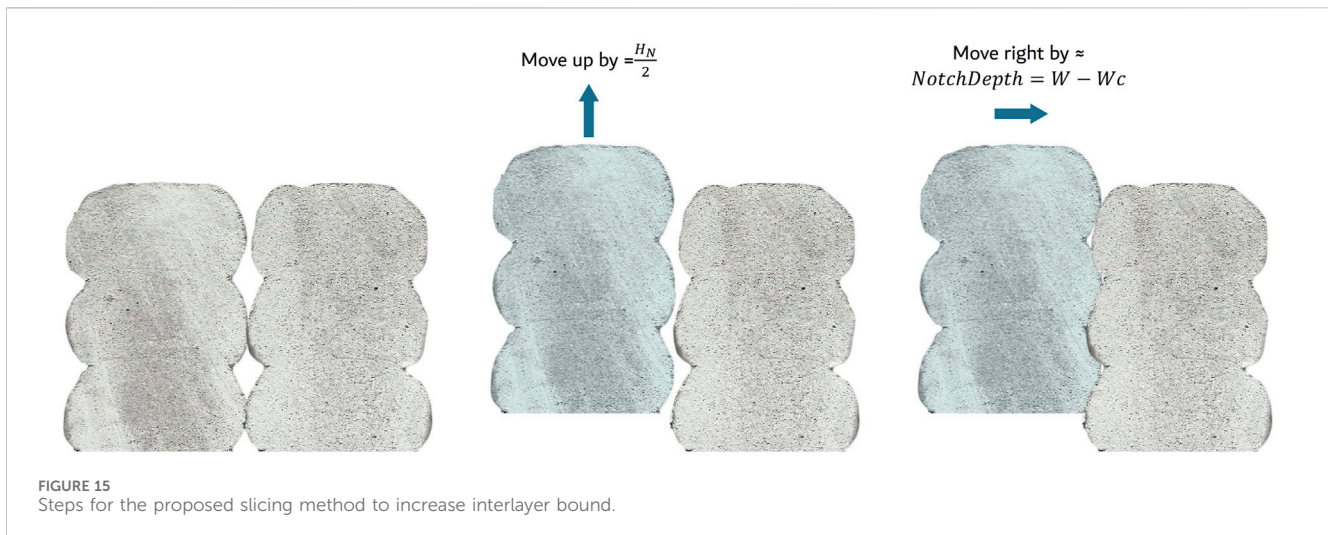 Move up by = H_N/2
Move right by ≈
NotchDepth = W − Wc
FIGURE 15
Steps for the proposed slicing method to increase interlayer bound.